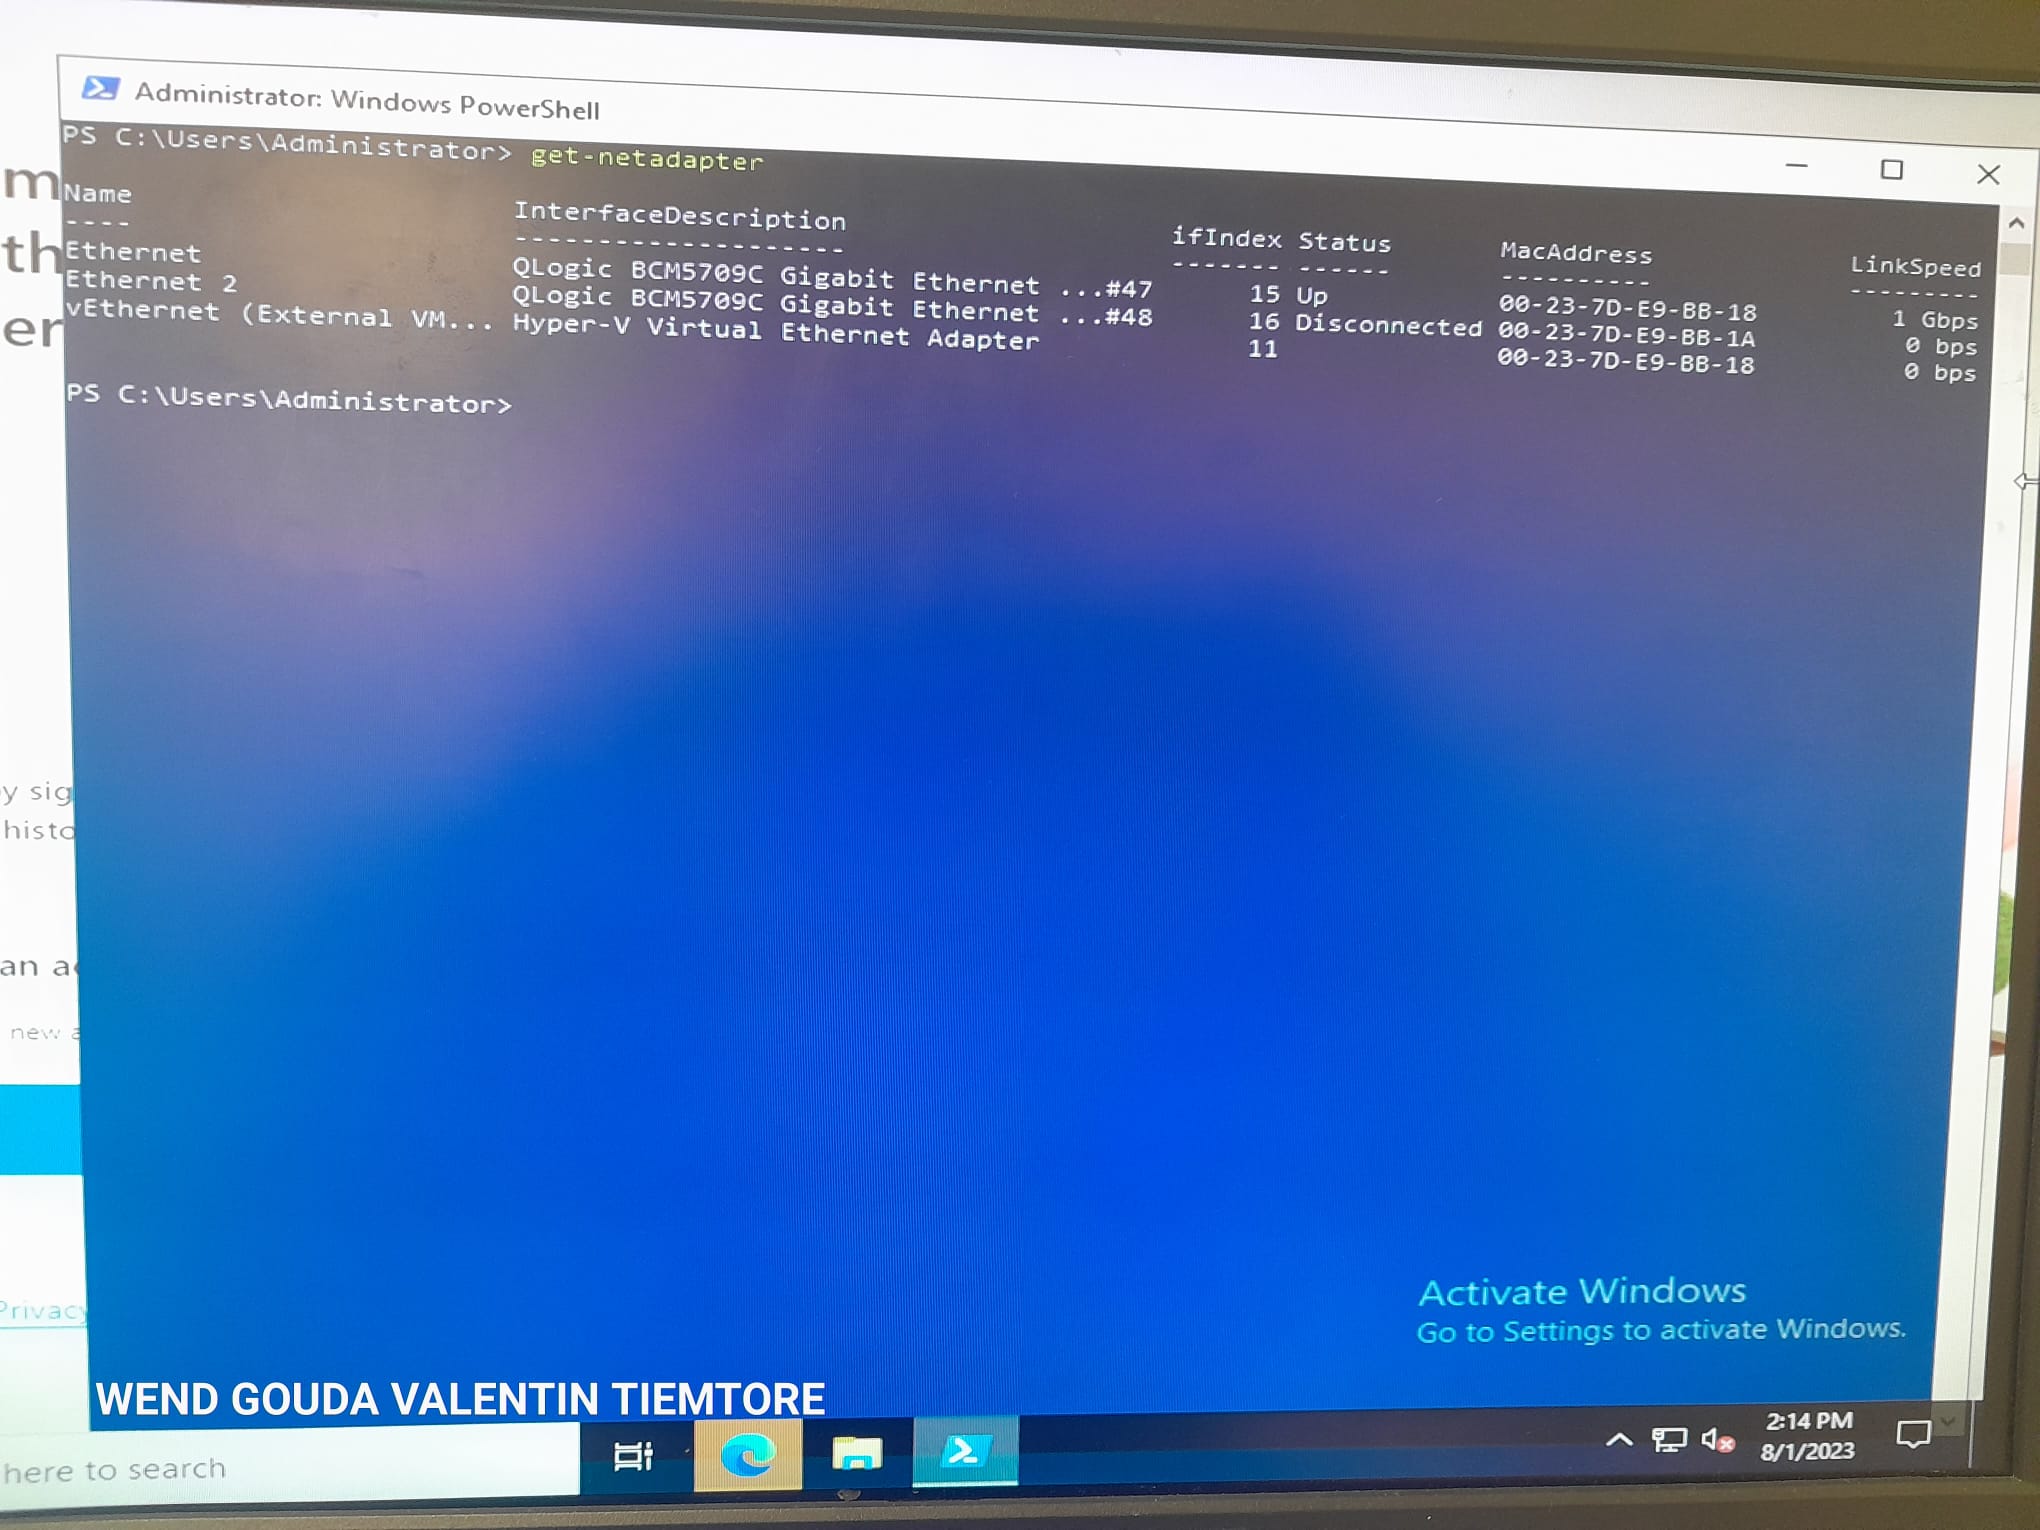 Administrator: Windows PowerShell
PS C:\Users\Administrator> get-netadapter
Name InterfaceDescription ifIndex Status MacAddress LinkSpeed
---- -------------------- ------- ------ ---------- ---------
Ethernet QLogic BCM5709C Gigabit Ethernet ...#47 15 Up 00-23-7D-E9-BB-18 1 Gbps
Ethernet 2 QLogic BCM5709C Gigabit Ethernet ...#48 16 Disconnected 00-23-7D-E9-BB-1A 0 bps
vEthernet (External VM... Hyper-V Virtual Ethernet Adapter 11 00-23-7D-E9-BB-18 0 bps
PS C:\Users\Administrator>
m
th
er
y sig
histo
an a
new a
Privacy
Activate Windows
Go to Settings to activate Windows.
WEND GOUDA VALENTIN TIEMTORE
here to search
2:14 PM
8/1/2023